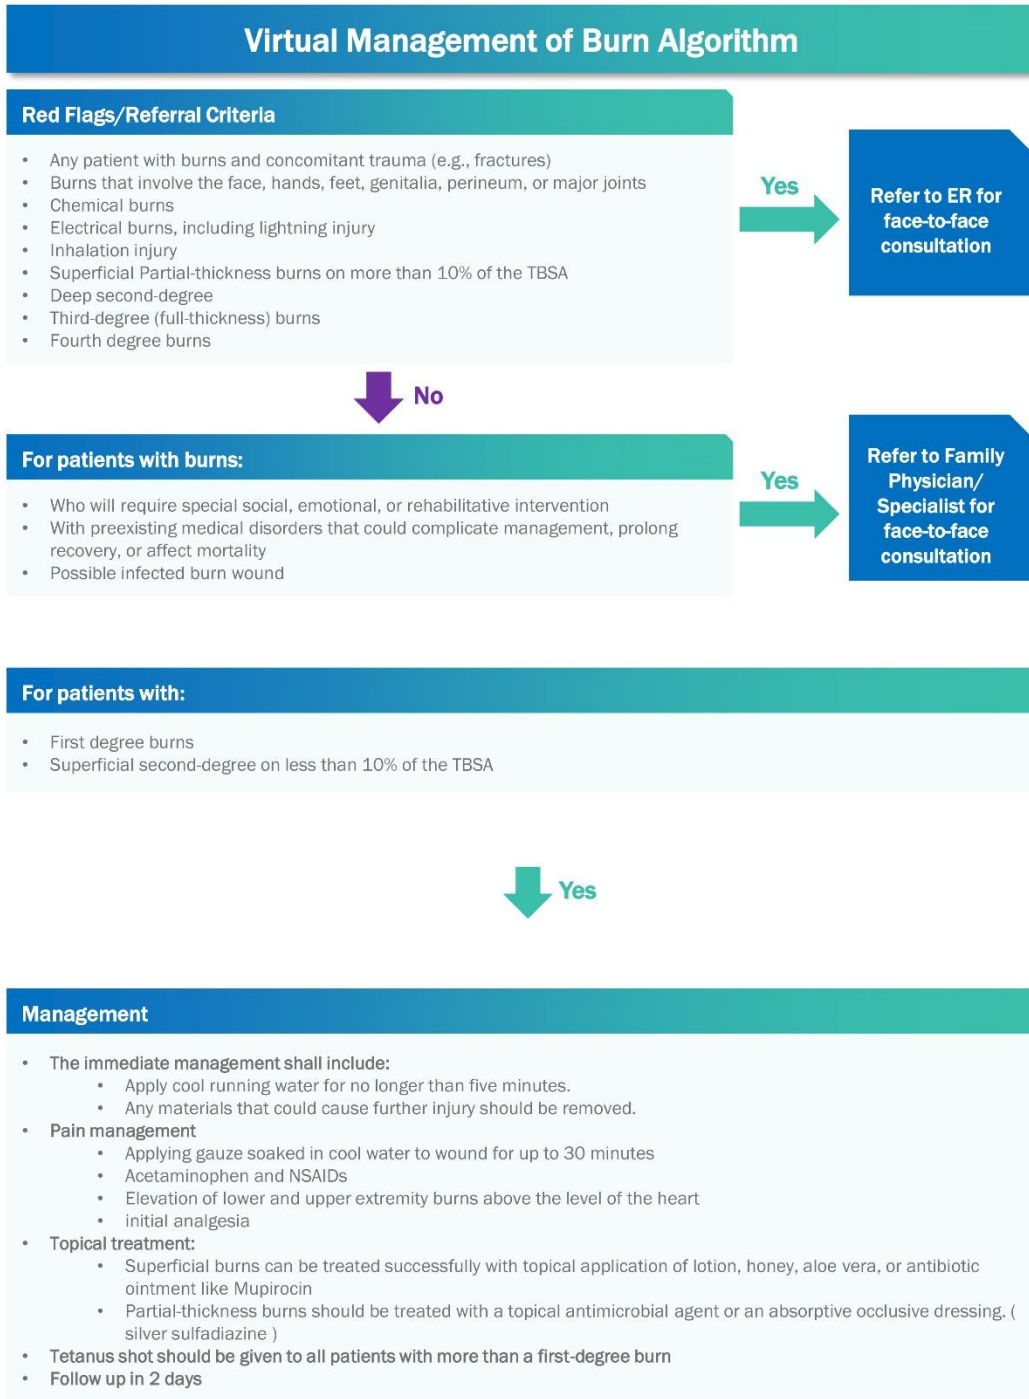 Virtual Management of Burn Algorithm
Red Flags/Referral Criteria
• Any patient with burns and concomitant trauma (e.g., fractures)
• Burns that involve the face, hands, feet, genitalia, perineum, or major joints
• Chemical burns
• Electrical burns, including lightning injury
• Inhalation injury
• Superficial Partial-thickness burns on more than 10% of the TBSA
• Deep second-degree
• Third-degree (full-thickness) burns
• Fourth degree burns
Yes
Refer to ER for
face-to-face
consultation
No
For patients with burns:
• Who will require special social, emotional, or rehabilitative intervention
• With preexisting medical disorders that could complicate management, prolong
recovery, or affect mortality
• Possible infected burn wound
Yes
Refer to Family
Physician/
Specialist for
face-to-face
consultation
For patients with:
• First degree burns
• Superficial second-degree on less than 10% of the TBSA
Yes
Management
• The immediate management shall include:
• Apply cool running water for no longer than five minutes.
• Any materials that could cause further injury should be removed.
• Pain management
• Applying gauze soaked in cool water to wound for up to 30 minutes
• Acetaminophen and NSAIDs
• Elevation of lower and upper extremity burns above the level of the heart
• initial analgesia
• Topical treatment:
• Superficial burns can be treated successfully with topical application of lotion, honey, aloe vera, or antibiotic
ointment like Mupirocin
• Partial-thickness burns should be treated with a topical antimicrobial agent or an absorptive occlusive dressing. (
silver sulfadiazine )
• Tetanus shot should be given to all patients with more than a first-degree burn
• Follow up in 2 days